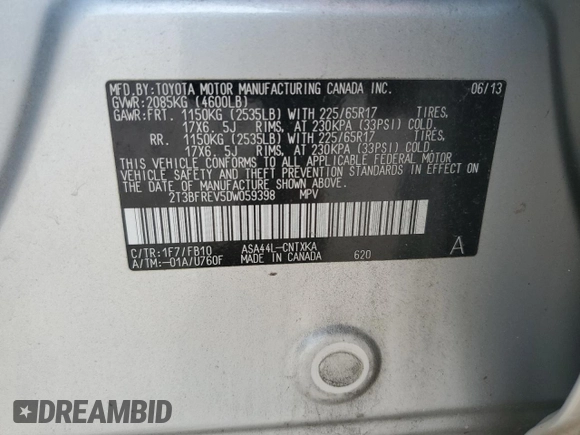 MFD.BY:TOYOTA MOTOR MANUFACTURING CANADA INC. 06/13
GVWR:2085KG (4600LB)
GAWR:FRT. 1150KG (2535LB) WITH 225/65R17 TIRES,
17X6. 5J RIMS, AT 230KPA (33PSI) COLD.
RR. 1150KG (2535LB) WITH 225/65R17 TIRES,
17X6. 5J RIMS, AT 230KPA (33PSI) COLD.
THIS VEHICLE CONFORMS TO ALL APPLICABLE FEDERAL MOTOR
VEHICLE SAFETY AND THEFT PREVENTION STANDARDS IN EFFECT ON
THE DATE OF MANUFACTURE SHOWN ABOVE.
2T3BFREV5DW059398 MPV
C/TR:1F7/FB10 ASA44L-CNTXKA A
A/TM:-01A/U760F MADE IN CANADA 620
DREAMBID